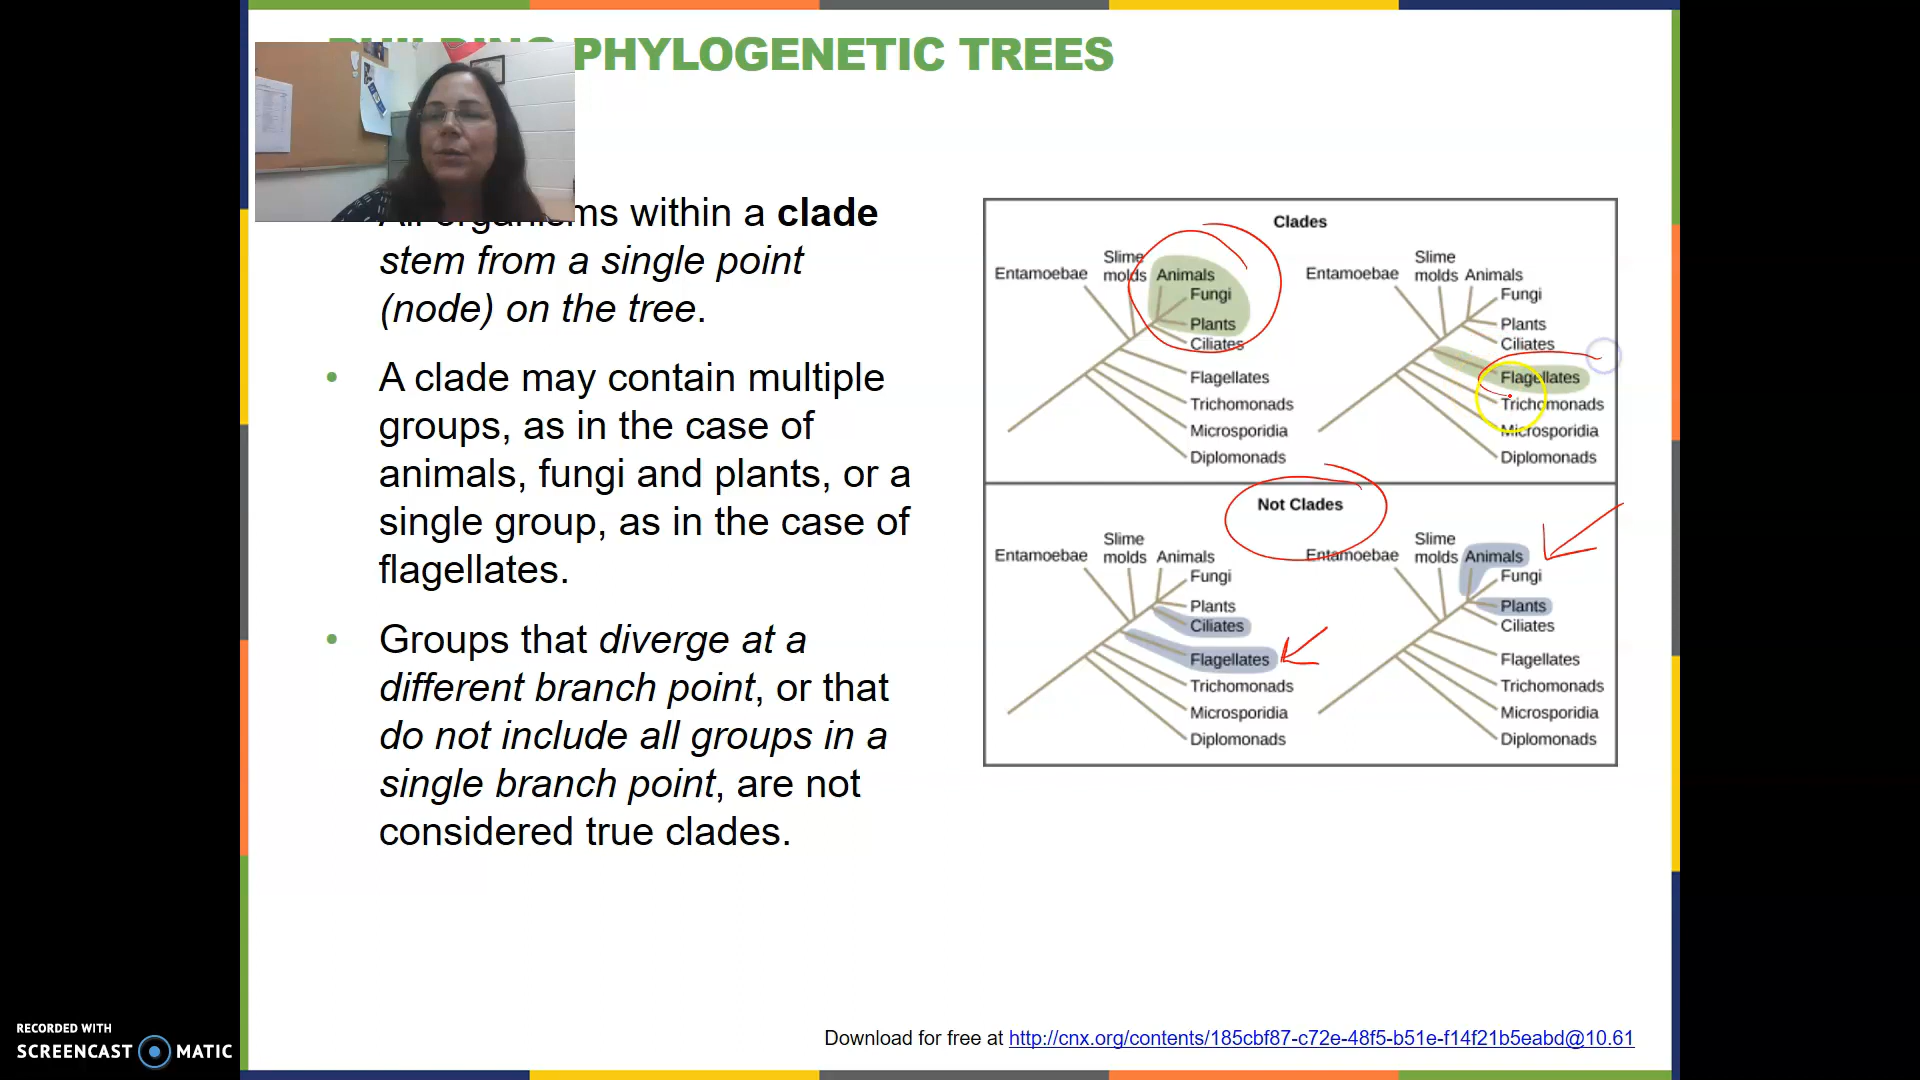 BUILDING PHYLOGENETIC TREES
All organisms within a clade
stem from a single point
(node) on the tree.
• A clade may contain multiple
groups, as in the case of
animals, fungi and plants, or a
single group, as in the case of
flagellates.
• Groups that diverge at a
different branch point, or that
do not include all groups in a
single branch point, are not
considered true clades.
Clades
Entamoebae
Slime
molds
Animals
Fungi
Plants
Ciliates
Flagellates
Trichomonads
Microsporidia
Diplomonads
Entamoebae
Slime
molds
Animals
Fungi
Plants
Ciliates
Flagellates
Trichomonads
Microsporidia
Diplomonads
Not Clades
Entamoebae
Slime
molds
Animals
Fungi
Plants
Ciliates
Flagellates
Trichomonads
Microsporidia
Diplomonads
Entamoebae
Slime
molds
Animals
Fungi
Plants
Ciliates
Flagellates
Trichomonads
Microsporidia
Diplomonads
Download for free at http://cnx.org/contents/185cbf87-c72e-48f5-b51e-f14f21b5eabd@10.61
RECORDED WITH
SCREENCAST MATIC